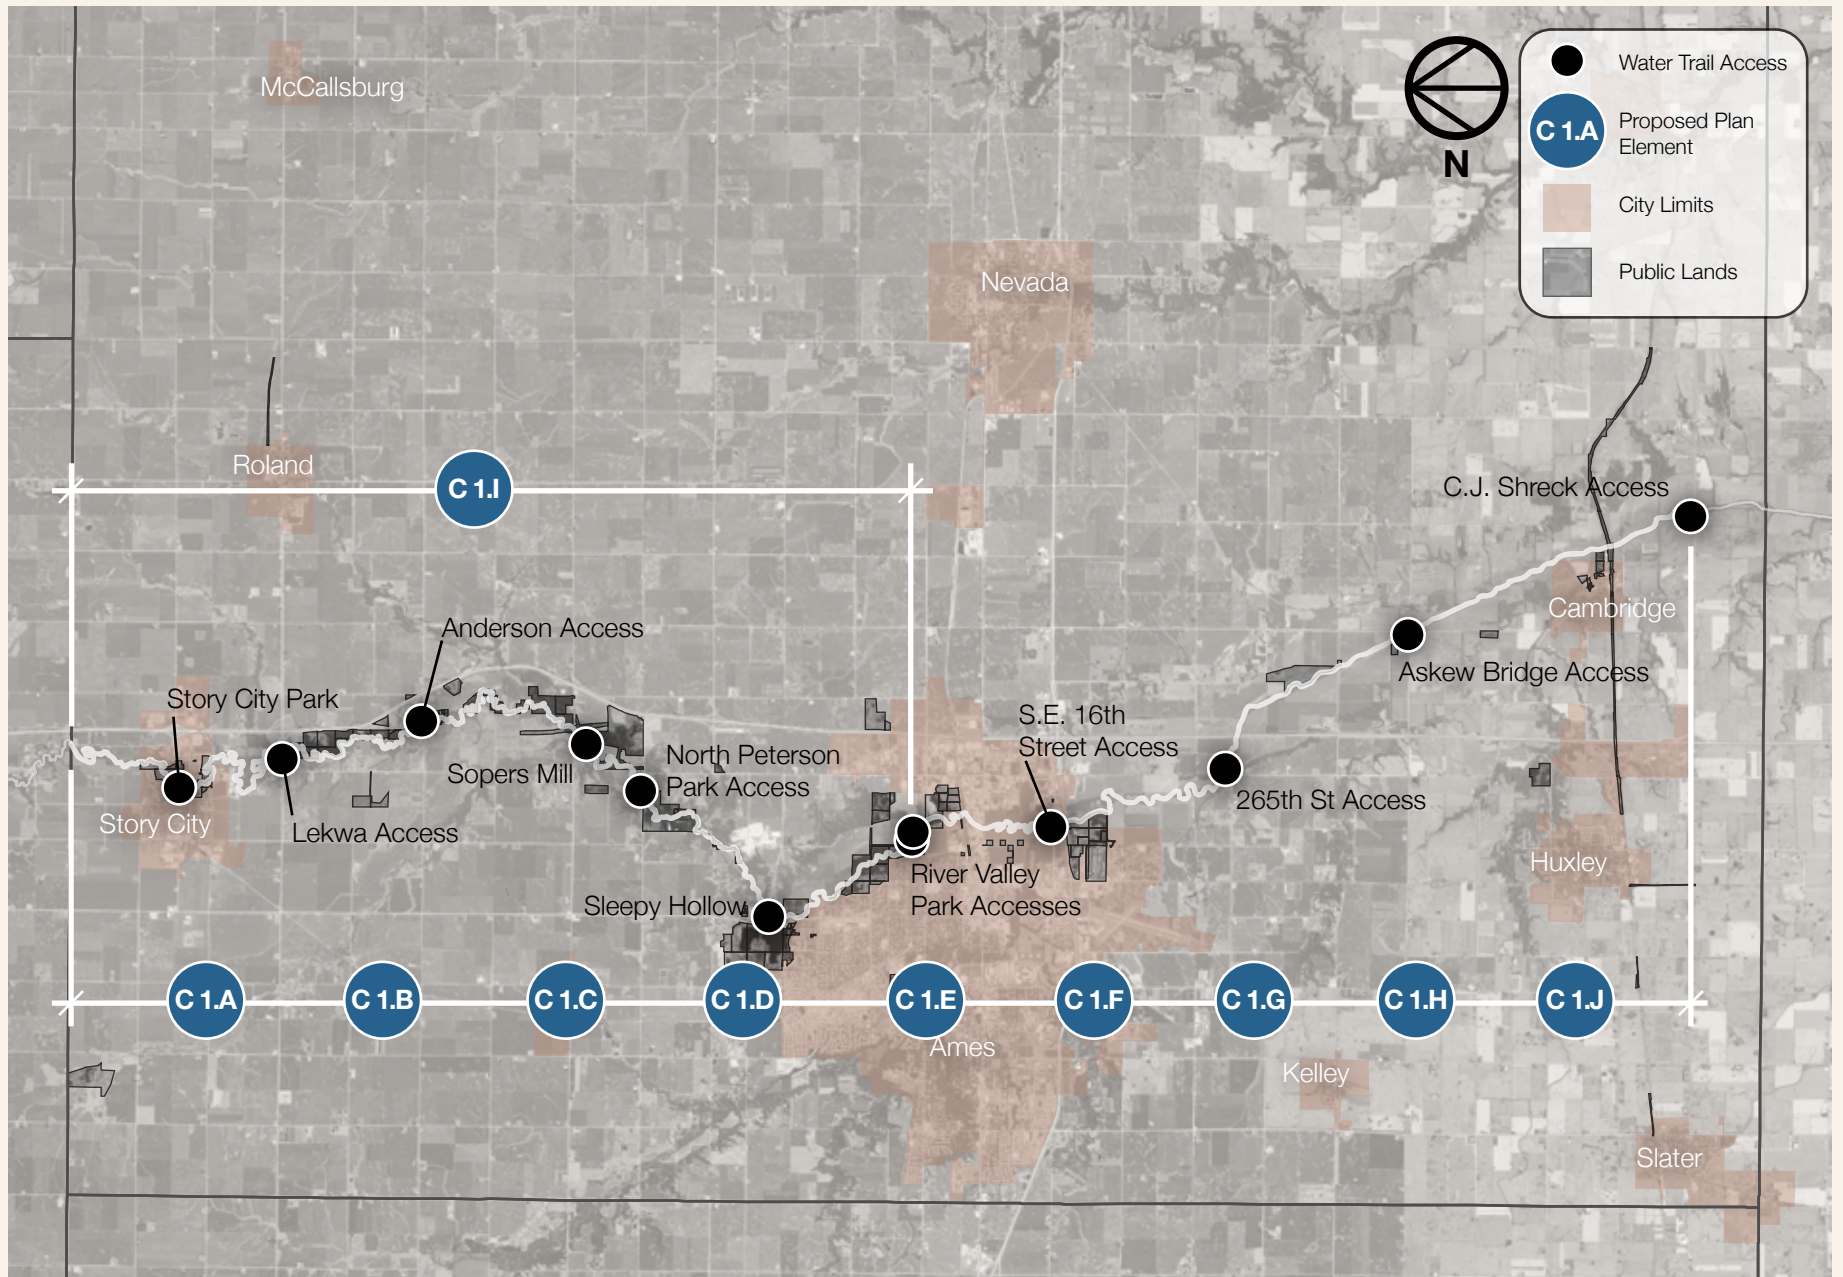 McCallsburg
N
Water Trail Access
C 1.A
Proposed Plan
Element
City Limits
Public Lands
Nevada
Roland
C 1.I
C.J. Shreck Access
Cambridge
Anderson Access
Askew Bridge Access
Story City Park
S.E. 16th
Street Access
North Peterson
Park Access
Sopers Mill
265th St Access
Story City
Lekwa Access
Huxley
River Valley
Park Accesses
Sleepy Hollow
C 1.A
C 1.B
C 1.C
C 1.D
C 1.E
C 1.F
C 1.G
C 1.H
C 1.J
Ames
Kelley
Slater